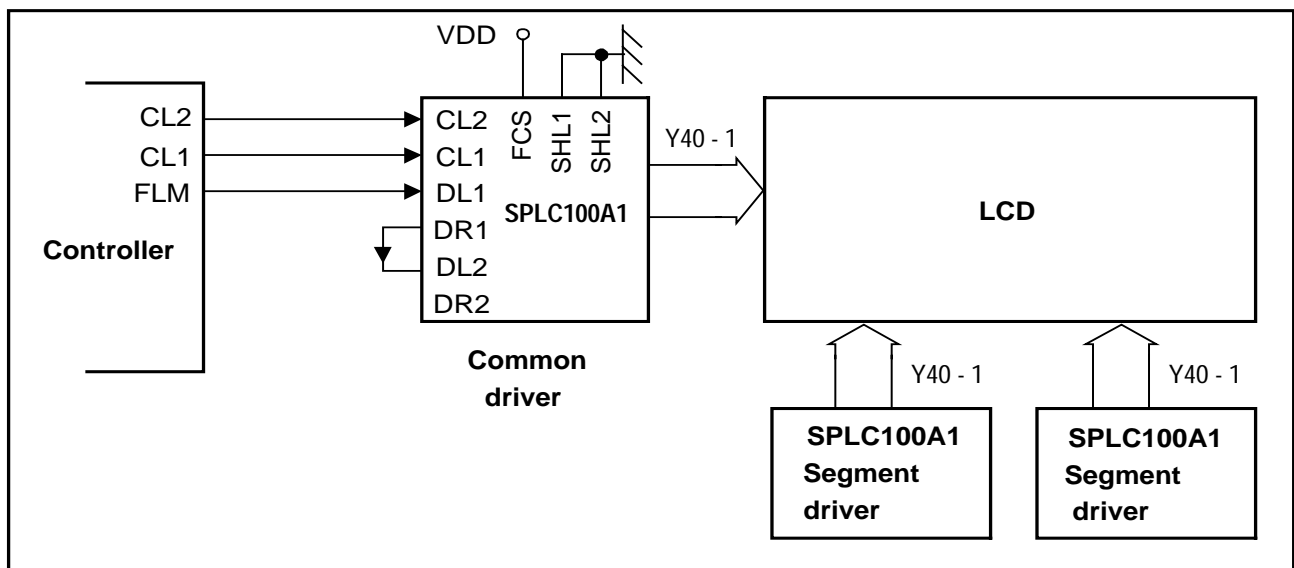 VDD
CL2
CL1
FLM
Controller
CL2
CL1
DL1
DR1
DL2
DR2
FCS
SHL1
SHL2
SPLC100A1
Common
driver
Y40 - 1
LCD
Y40 - 1
Y40 - 1
SPLC100A1
Segment
driver
SPLC100A1
Segment
driver